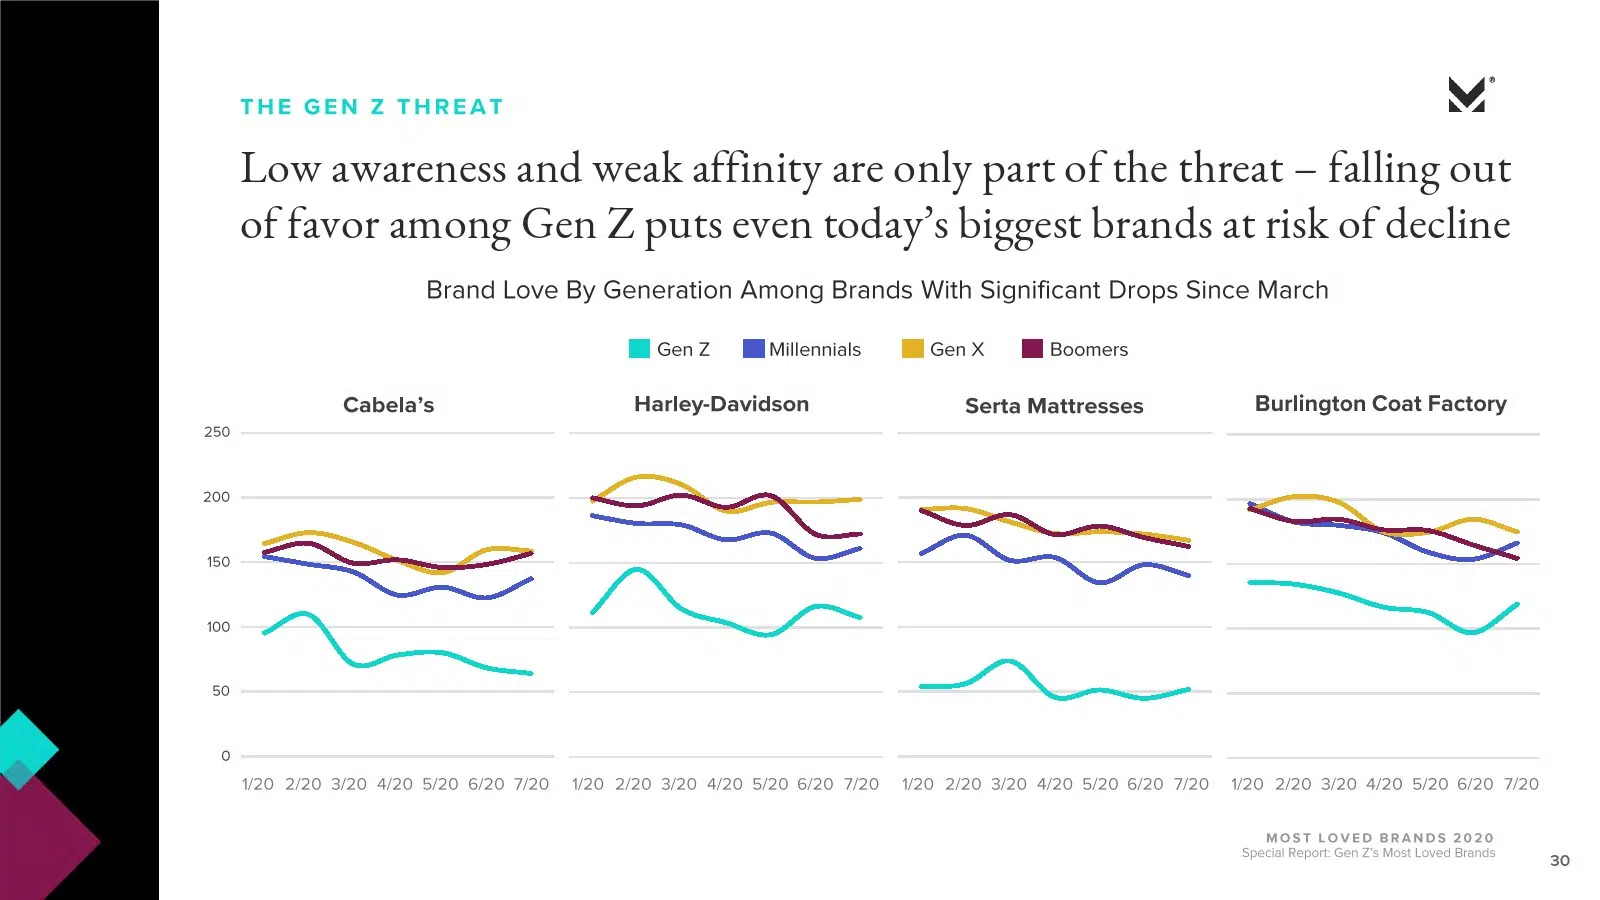 THE GEN Z THREAT
®
Low awareness and weak affinity are only part of the threat – falling out
of favor among Gen Z puts even today’s biggest brands at risk of decline
Brand Love By Generation Among Brands With Significant Drops Since March
Gen Z Millennials Gen X Boomers
Cabela’s Harley-Davidson Serta Mattresses Burlington Coat Factory
250
200
150
100
50
0
1/20 2/20 3/20 4/20 5/20 6/20 7/20 1/20 2/20 3/20 4/20 5/20 6/20 7/20 1/20 2/20 3/20 4/20 5/20 6/20 7/20 1/20 2/20 3/20 4/20 5/20 6/20 7/20
MOST LOVED BRANDS 2020
Special Report: Gen Z’s Most Loved Brands
30